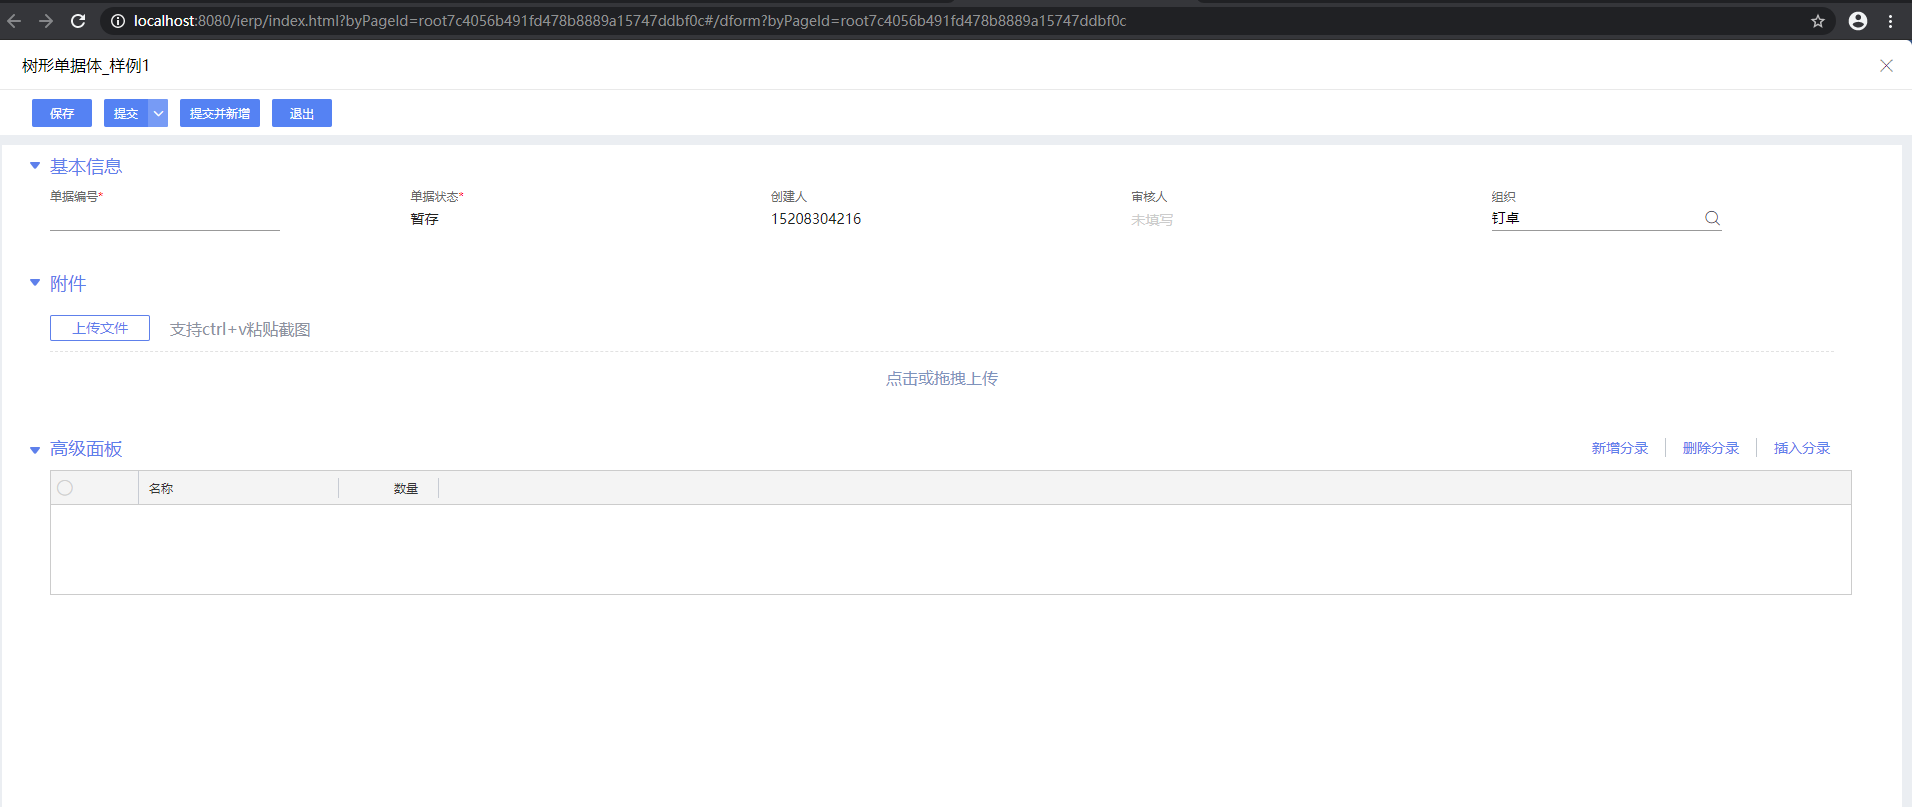 localhost:8080/ierp/index.html?byPageId=root7c4056b491fd478b8889a15747ddbf0c#/dform?byPageId=root7c4056b491fd478b8889a15747ddbf0c
树形单据体_样例1
保存 提交 提交并新增 退出
基本信息
单据编号* 单据状态* 创建人 审核人 组织
暂存 15208304216 未填写 钉卓
附件
上传文件 支持ctrl+v粘贴截图
点击或拖拽上传
高级面板 新增分录 删除分录 插入分录
名称 数量